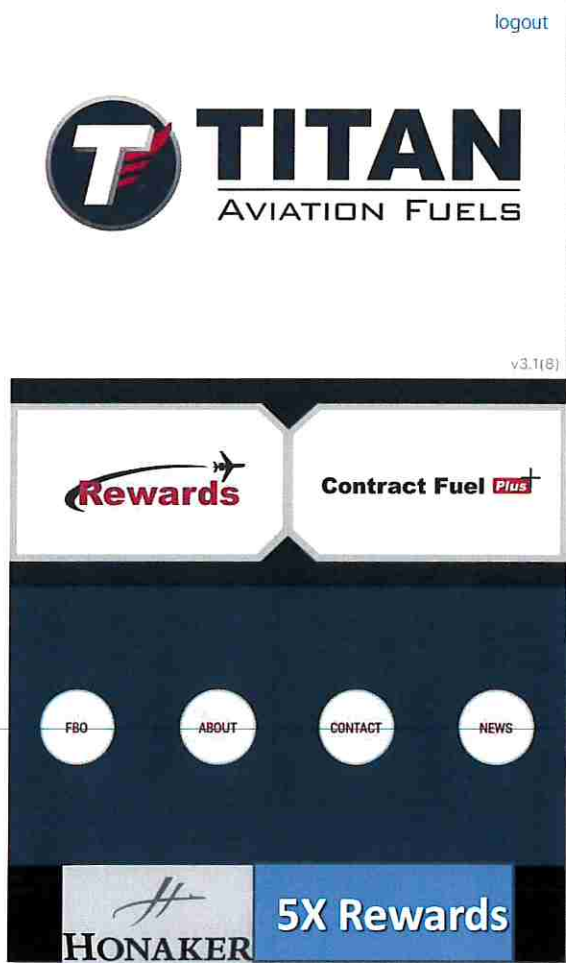 logout
TITAN
AVIATION FUELS
v3.1(8)
Rewards
Contract Fuel Plus+
FBO
ABOUT
CONTACT
NEWS
HONAKER
5X Rewards